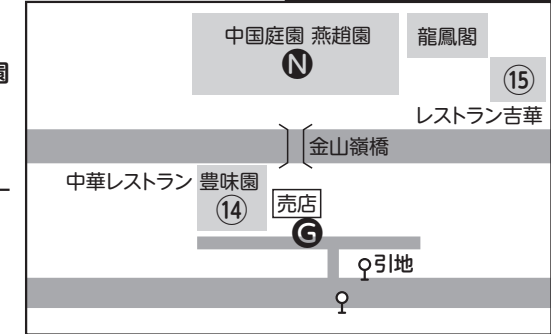 園
中国庭園 燕趙園
N
龍鳳閣
⑮
レストラン吉華
金山嶺橋
中華レストラン 豊味園
⑭
売店
G
引地